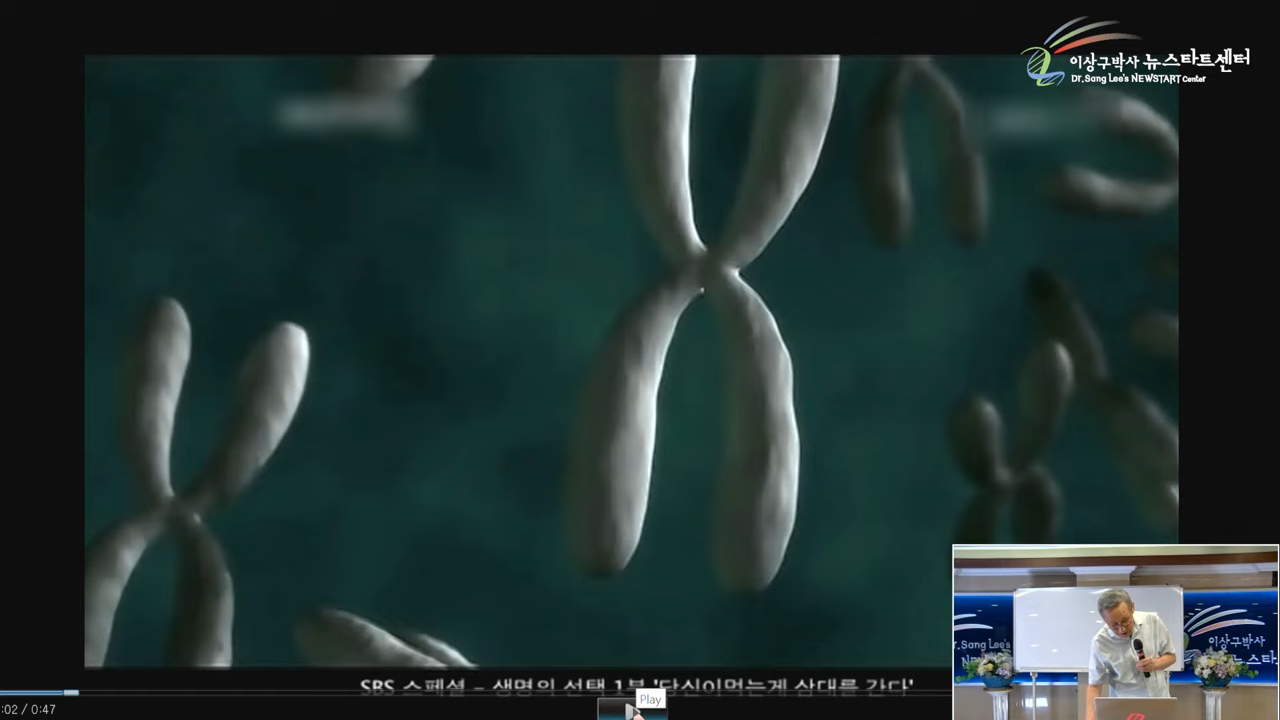 이상구박사 뉴스타트센터
Dr.Sang Lee's NEWSTART Center
SBS 스페셜 - 생명의 선택 1부 '당신이먹는게 삼대를 간다'
Play
:02 / 0:47
Dr.Sang Lee's
이상구박사
뉴스타